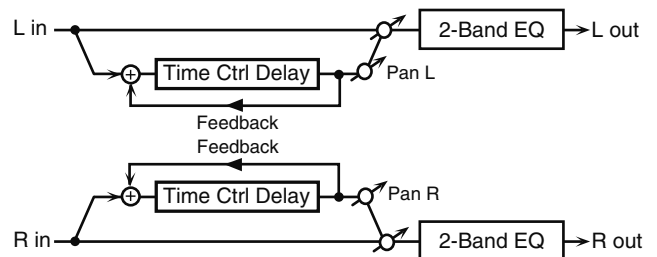 L in
2-Band EQ
L out
+
Time Ctrl Delay
Pan L
Feedback
Feedback
+
Time Ctrl Delay
Pan R
R in
2-Band EQ
R out